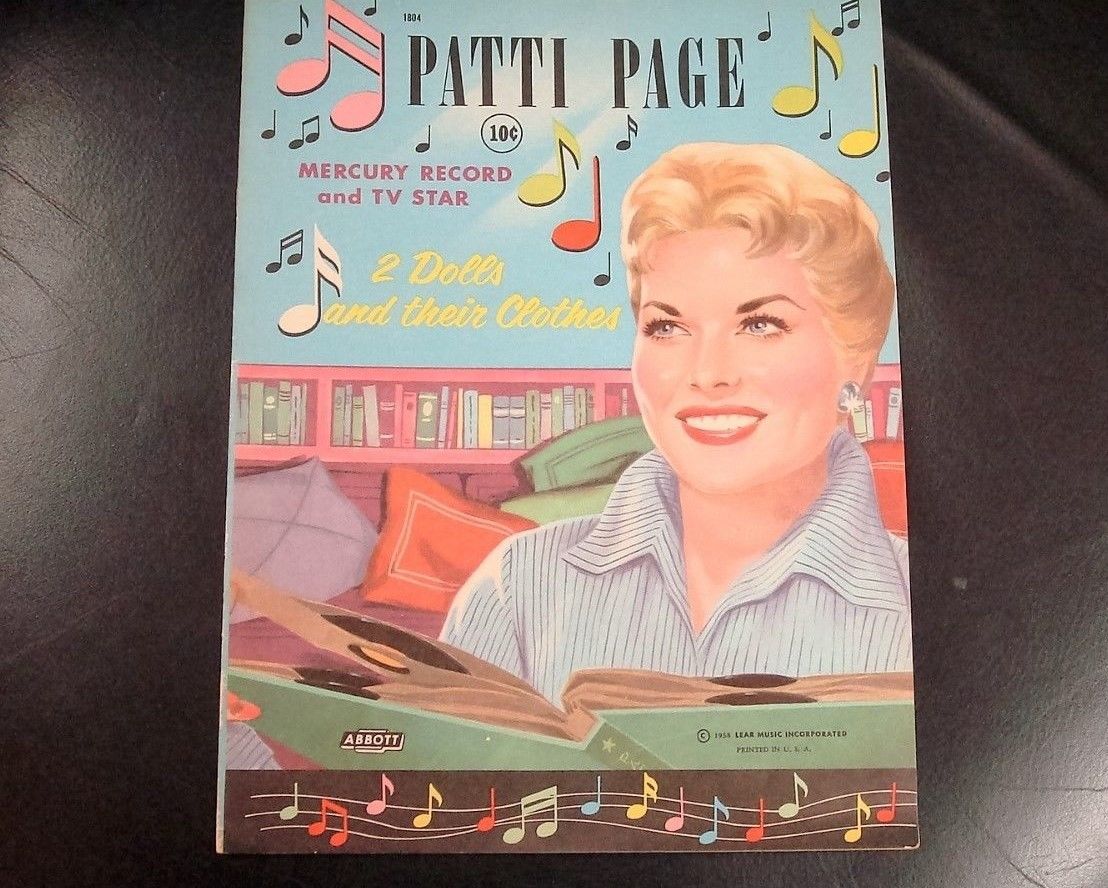 1804
PATTI PAGE
10¢
MERCURY RECORD
and TV STAR
2 Dolls
and their Clothes
ABBOTT
© 1958 LEAR MUSIC INCORPORATED
PRINTED IN U. S. A.